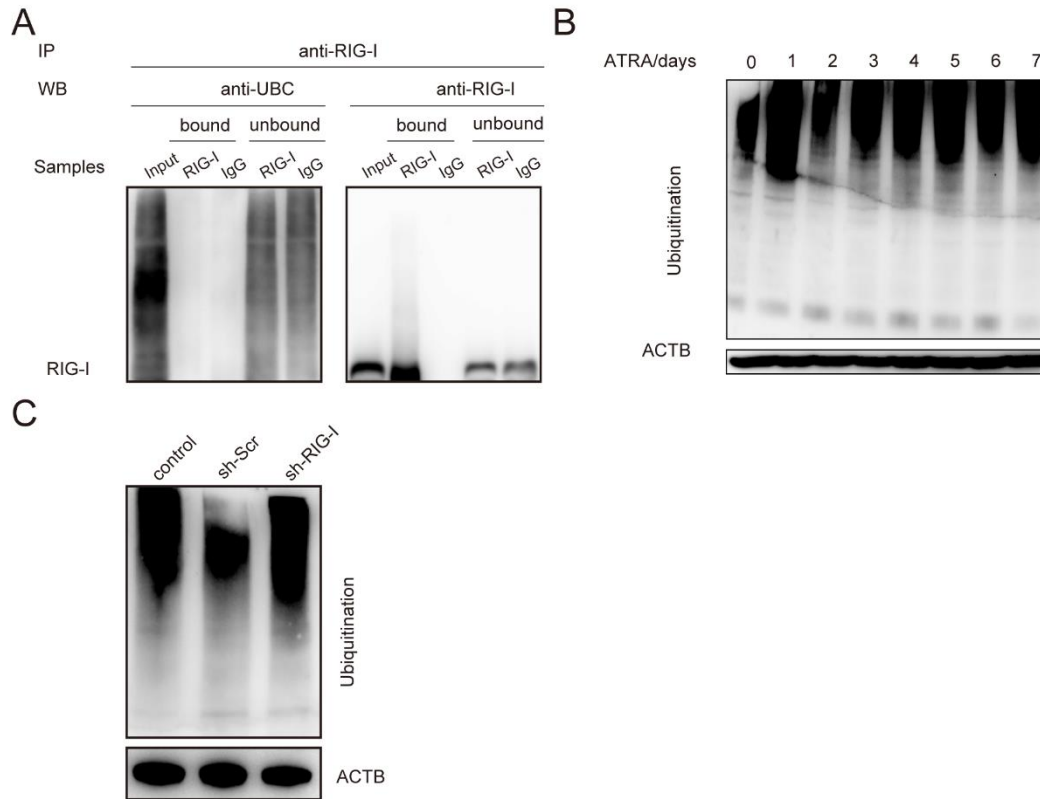 A
IP
anti-RIG-I
WB
anti-UBC
anti-RIG-I
bound
unbound
bound
unbound
Samples
Input
RIG-I
IgG
RIG-I
IgG
Input
RIG-I
IgG
RIG-I
IgG
RIG-I
B
ATRA/days
0 1 2 3 4 5 6 7
Ubiquitination
ACTB
C
control
sh-Scr
sh-RIG-I
Ubiquitination
ACTB